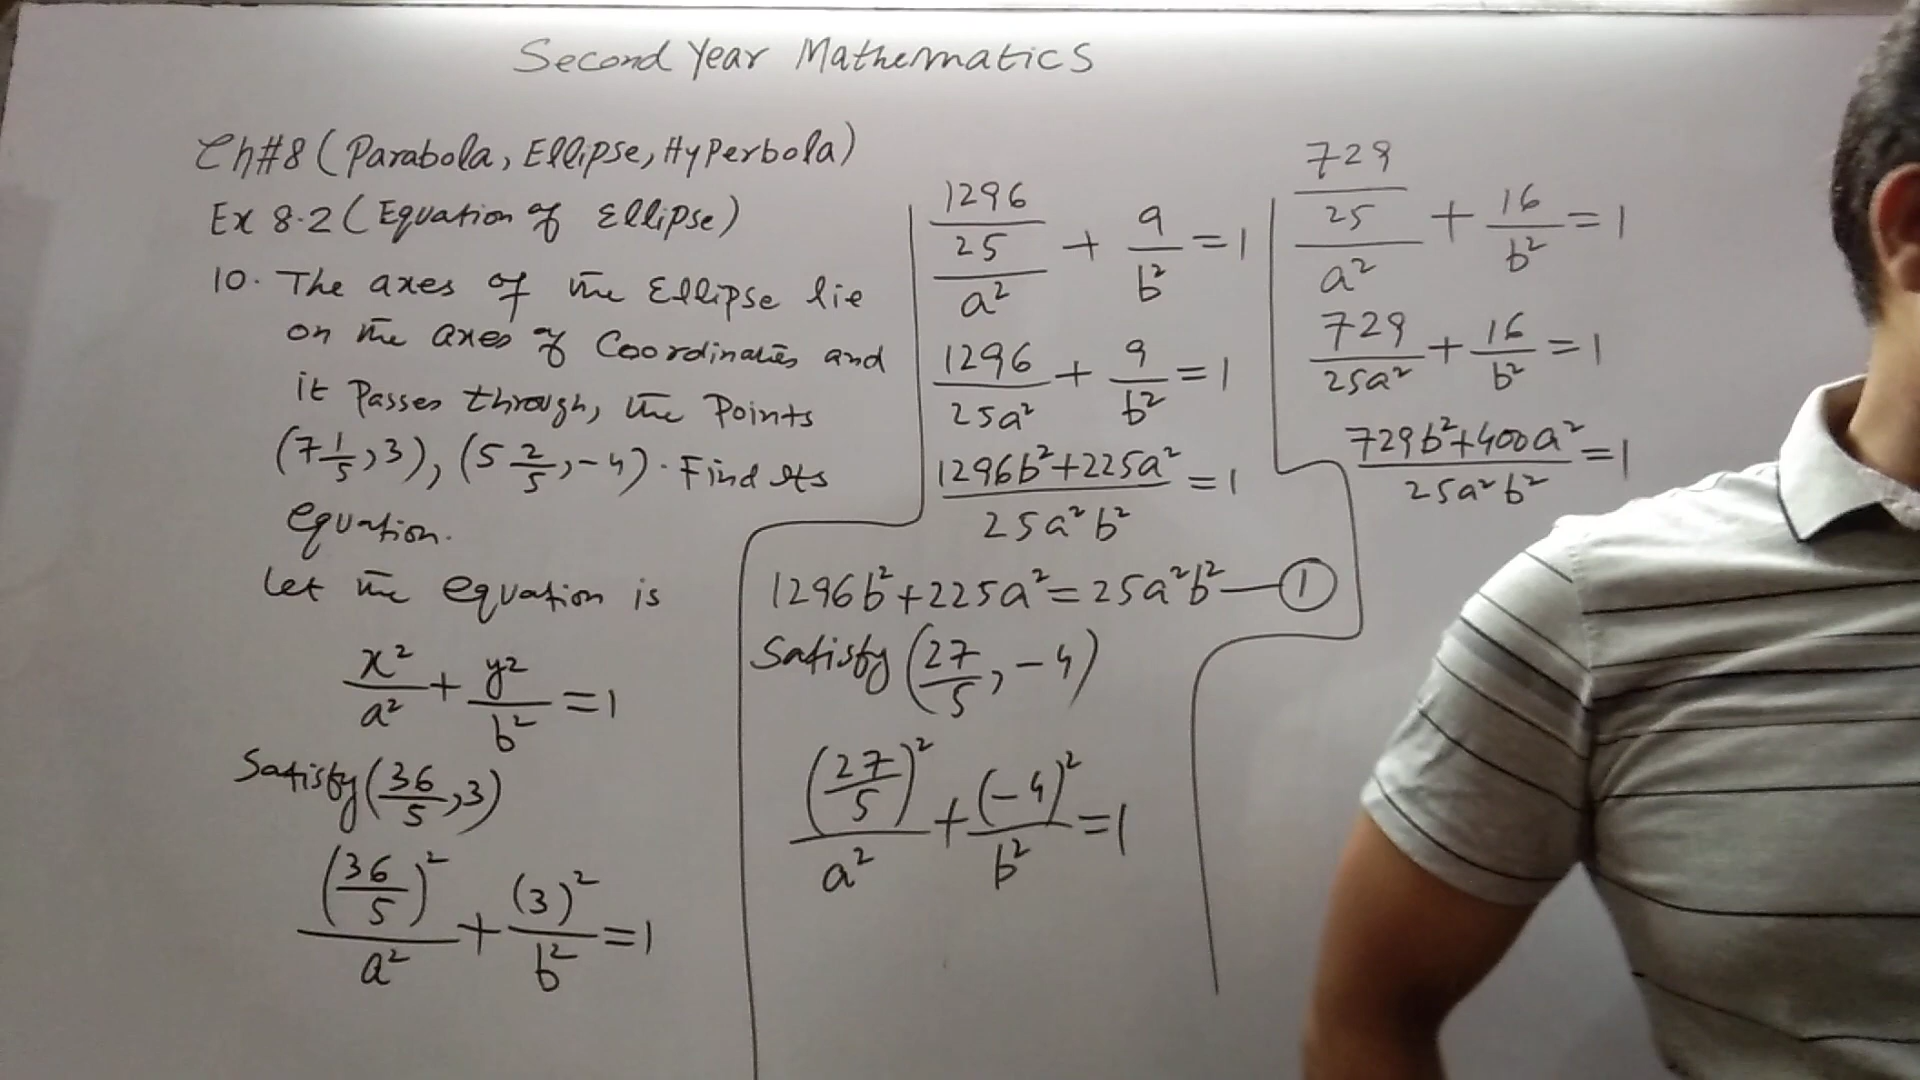 Second Year Mathematics
Ch#8 (Parabola, Ellipse, Hyperbola)
Ex 8.2 (Equation of Ellipse)
10. The axes of the Ellipse lie
on the axes of Coordinates and
it Passes through, the Points
(7 1/5, 3), (5 2/5, -4). Find Its
equation.
Let the equation is
x²/a² + y²/b² = 1
Satisfy (36/5, 3)
(36/5)²/a² + (3)²/b² = 1
(1296/25)/a² + 9/b² = 1
1296/25a² + 9/b² = 1
(1296b²+225a²)/25a²b² = 1
1296b²+225a² = 25a²b² — ①
Satisfy (27/5, -4)
(27/5)²/a² + (-4)²/b² = 1
(729/25)/a² + 16/b² = 1
729/25a² + 16/b² = 1
(729b²+400a²)/25a²b² = 1